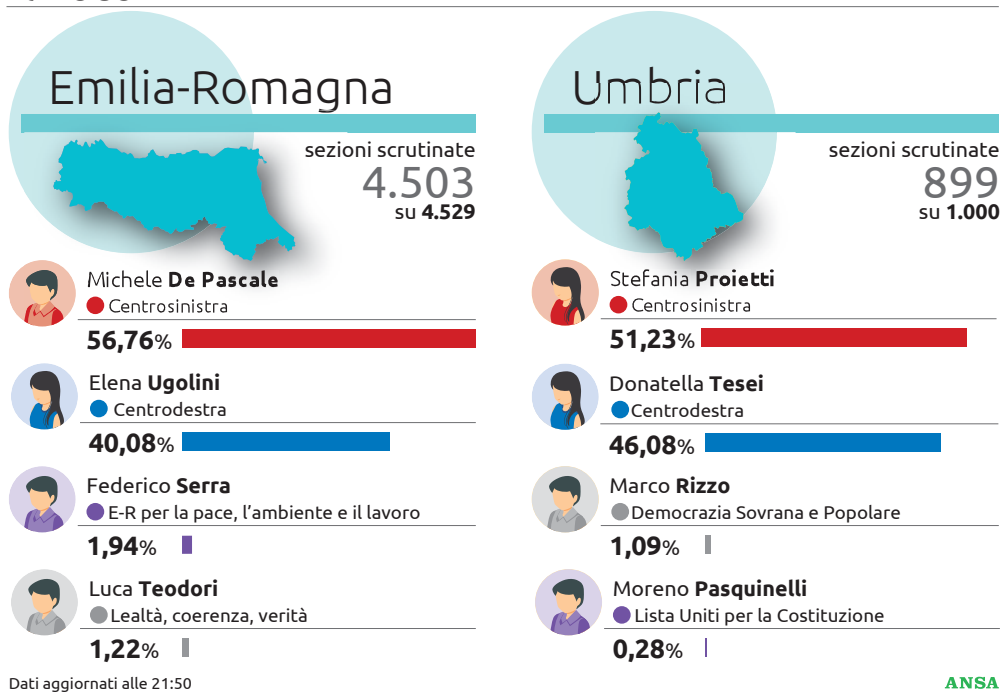 Emilia-Romagna
sezioni scrutinate
4.503
su 4.529
Michele De Pascale
Centrosinistra
56,76%
Elena Ugolini
Centrodestra
40,08%
Federico Serra
E-R per la pace, l'ambiente e il lavoro
1,94%
Luca Teodori
Lealtà, coerenza, verità
1,22%
Umbria
sezioni scrutinate
899
su 1.000
Stefania Proietti
Centrosinistra
51,23%
Donatella Tesei
Centrodestra
46,08%
Marco Rizzo
Democrazia Sovrana e Popolare
1,09%
Moreno Pasquinelli
Lista Uniti per la Costituzione
0,28%
Dati aggiornati alle 21:50
ANSA